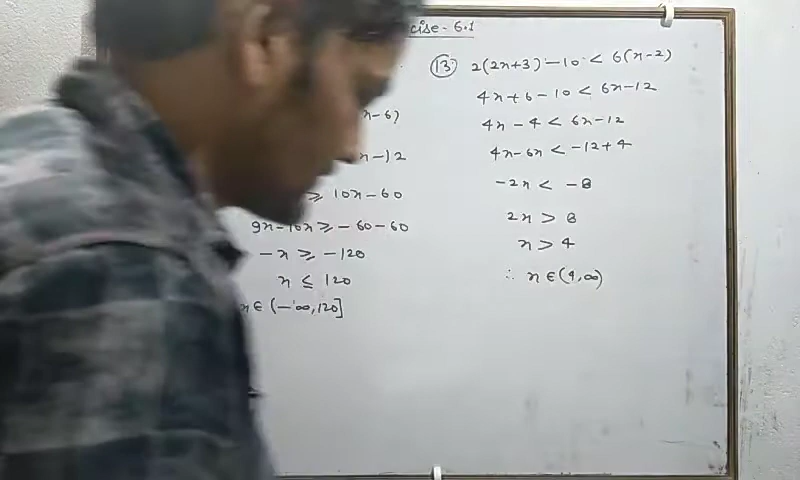 cise-6.1
x-6)
x-12
≥ 10x-60
9x-10x ≥ -60-60
-x ≥ -120
x ≤ 120
x ∈ (-∞,120]
(13) 2(2x+3)-10 < 6(x-2)
4x+6-10 < 6x-12
4x-4 < 6x-12
4x-6x < -12+4
-2x < -8
2x > 8
x > 4
∴ x ∈ (4,∞)